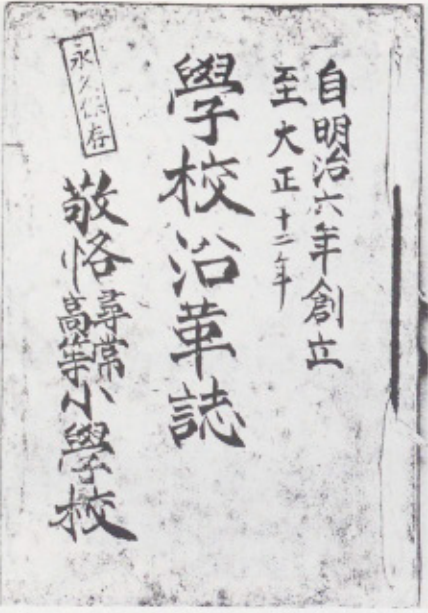 自明治六年創立
至大正十二年
學校沿革誌
永久保存
敬恪尋常高等小學校